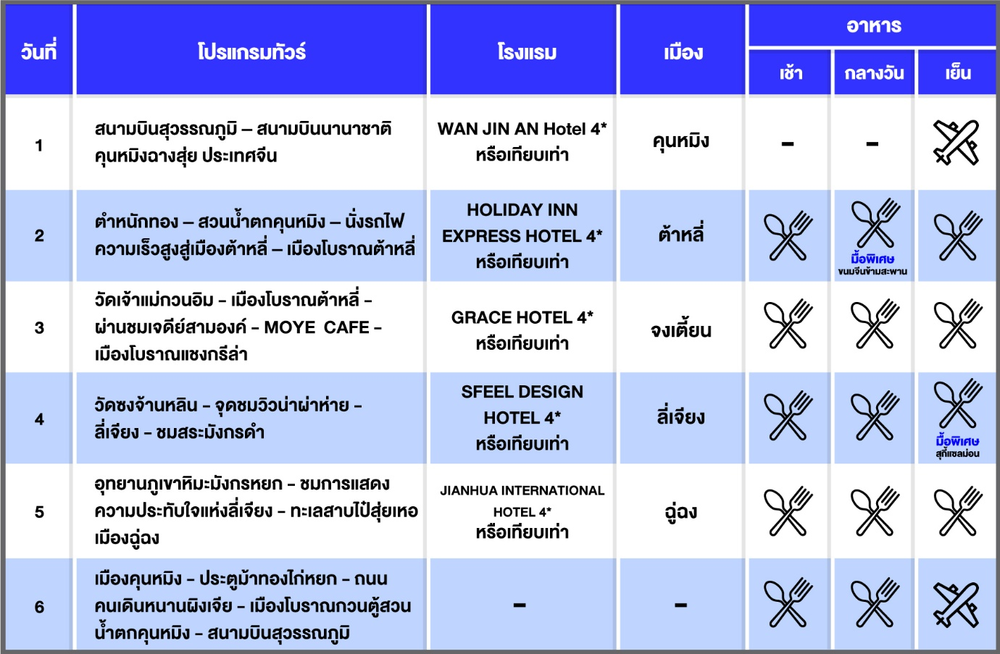 วันที่
โปรแกรมทัวร์
โรงแรม
เมือง
อาหาร
เช้า
กลางวัน
เย็น
1
สนามบินสุวรรณภูมิ – สนามบินนานาชาติ
คุนหมิงฉางสุ่ย ประเทศจีน
WAN JIN AN Hotel 4*
หรือเทียบเท่า
คุนหมิง
-
-
2
ตำหนักทอง – สวนน้ำตกคุนหมิง – นั่งรถไฟ
ความเร็วสูงสู่เมืองต้าหลี่ – เมืองโบราณต้าหลี่
HOLIDAY INN
EXPRESS HOTEL 4*
หรือเทียบเท่า
ต้าหลี่
มื้อพิเศษ
ขนมจีนข้ามสะพาน
3
วัดเจ้าแม่กวนอิม - เมืองโบราณต้าหลี่ -
ผ่านชมเจดีย์สามองค์ - MOYE CAFE -
เมืองโบราณแชงกรีล่า
GRACE HOTEL 4*
หรือเทียบเท่า
จงเตี้ยน
4
วัดซงจ้านหลิน - จุดชมวิวน่าผ่าห่าย -
ลี่เจียง - ชมสระมังกรดำ
SFEEL DESIGN
HOTEL 4*
หรือเทียบเท่า
ลี่เจียง
มื้อพิเศษ
สุกี้แซลม่อน
5
อุทยานภูเขาหิมะมังกรหยก - ชมการแสดง
ความประทับใจแห่งลี่เจียง - ทะเลสาบไป๋สุ่ยเหอ
เมืองฉู่ฉง
JIANHUA INTERNATIONAL
HOTEL 4*
หรือเทียบเท่า
ฉู่ฉง
6
เมืองคุนหมิง - ประตูม้าทองไก่หยก - ถนน
คนเดินหนานผิงเจีย - เมืองโบราณกวนตู้สวน
น้ำตกคุนหมิง - สนามบินสุวรรณภูมิ
-
-